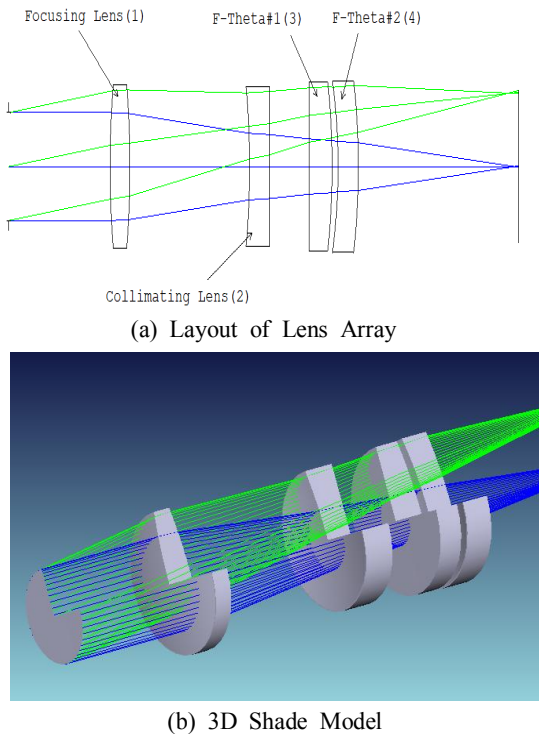 Focusing Lens(1)
F-Theta#1(3)
F-Theta#2(4)
Collimating Lens(2)
(a) Layout of Lens Array
(b) 3D Shade Model